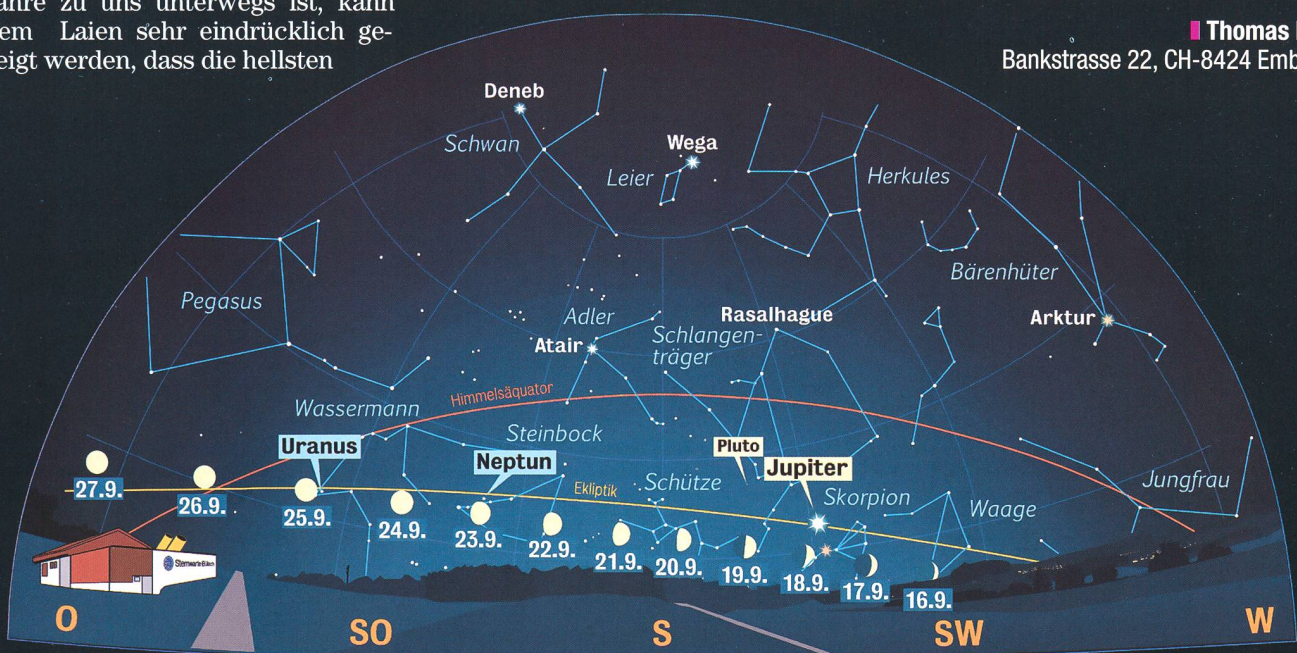 ahre zu uns unterwegs ist, kann
em Laien sehr eindrücklich ge-
eigt werden, dass die hellsten
Thomas
Bankstrasse 22, CH-8424 Emb
Deneb
Schwan
Wega
Leier
Herkules
Bärenhüter
Arktur
Pegasus
Adler
Atair
Rasalhague
Schlangen-
träger
Himmelsäquator
Wassermann
Uranus
Steinbock
Neptun
Pluto
Jupiter
Ekliptik
Schütze
Skorpion
Waage
Jungfrau
27.9.
26.9.
25.9.
24.9.
23.9.
22.9.
21.9.
20.9.
19.9.
18.9.
17.9.
16.9.
O
SO
S
SW
W